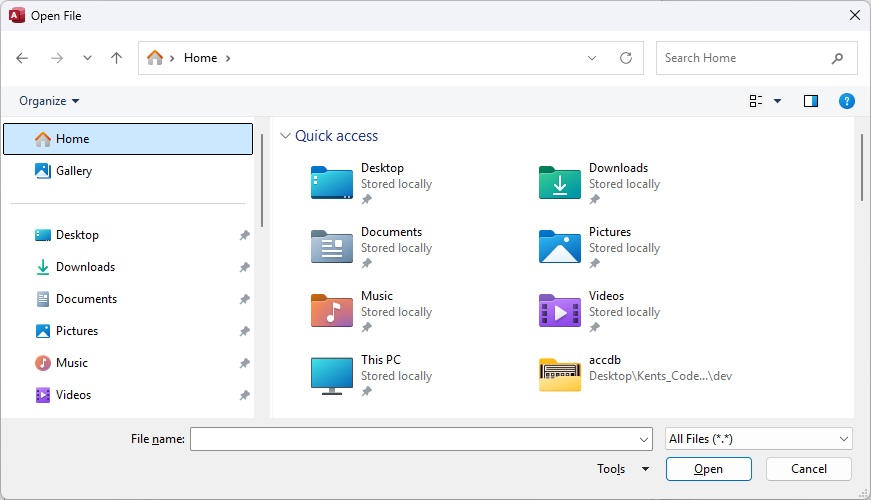 Open File
Home
Search Home
Organize
?
Home
Gallery
Desktop
Downloads
Documents
Pictures
Music
Videos
Quick access
Desktop
Stored locally
Downloads
Stored locally
Documents
Stored locally
Pictures
Stored locally
Music
Stored locally
Videos
Stored locally
This PC
Stored locally
accdb
Desktop\Kents_Code...\dev
File name:
All Files (*.*)
Tools
Open
Cancel